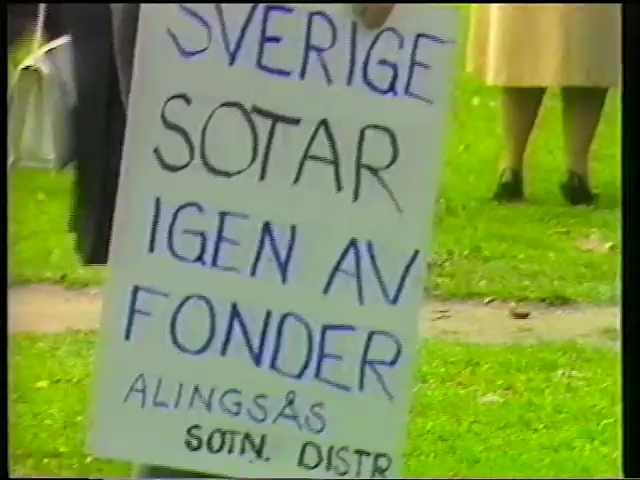 SVERIGE
SOTAR
IGEN AV
FONDER
ALINGSÅS
SOTN. DISTR